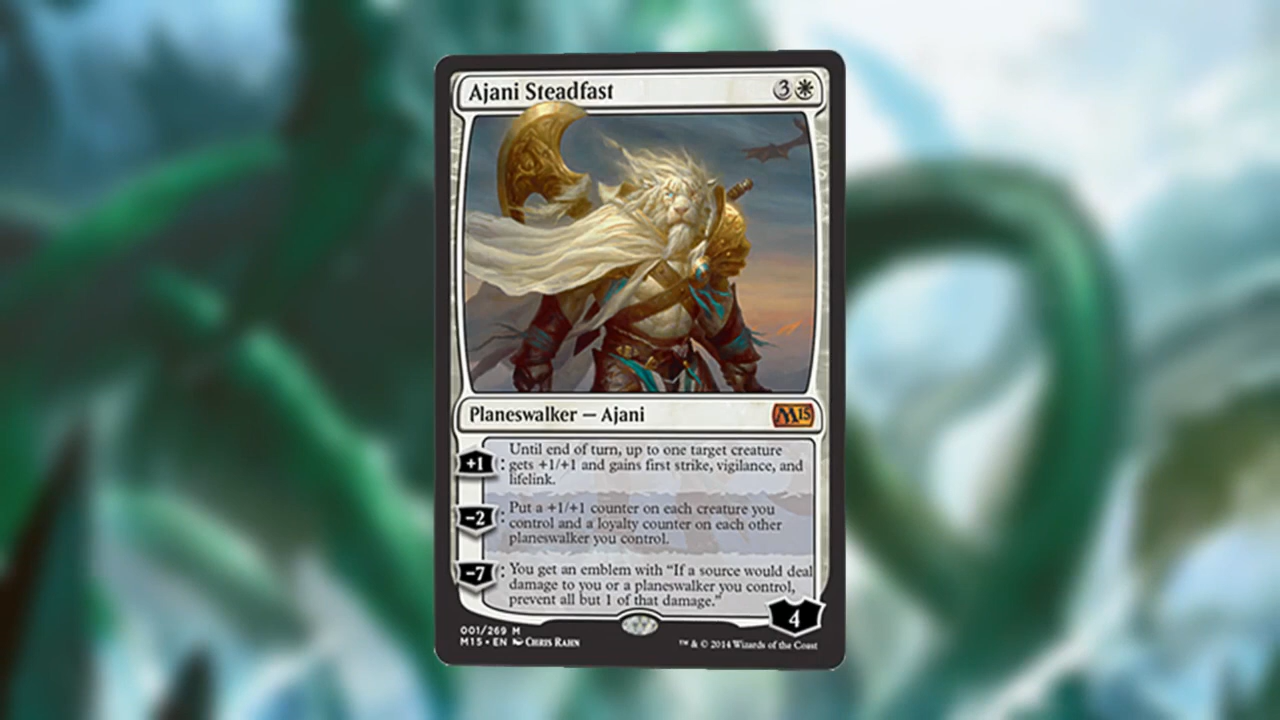 Ajani Steadfast 3
Planeswalker — Ajani M15
+1: Until end of turn, up to one target creature
gets +1/+1 and gains first strike, vigilance, and
lifelink.
-2: Put a +1/+1 counter on each creature you
control and a loyalty counter on each other
planeswalker you control.
-7: You get an emblem with “If a source would deal
damage to you or a planeswalker you control,
prevent all but 1 of that damage.”
4
001/269 M
M15 • EN Chris Rahn ™ & © 2014 Wizards of the Coast